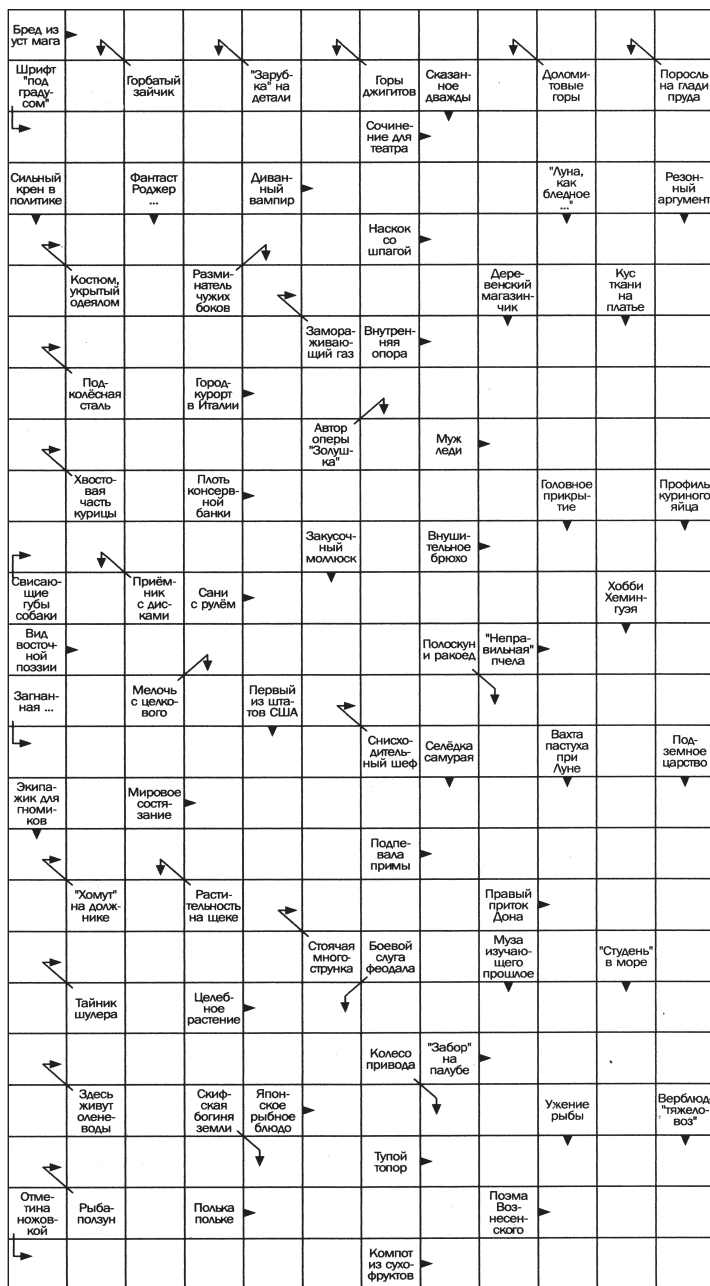 Бред из
уст мага
Шрифт
"под
граду-
сом"
Горбатый
зайчик
"Заруб-
ка" на
детали
Горы
джигитов
Сказан-
ное
дважды
Доломи-
товые
горы
Поросль
на глади
пруда
Сочине-
ние для
театра
Сильный
крен в
политике
Фантаст
Роджер
...
Диван-
ный
вампир
"Луна,
как
бледное
..."
Резон-
ный
аргумент
Наскок
со
шпагой
Костюм,
укрытый
одеялом
Разми-
натель
чужих
боков
Дере-
венский
магазин-
чик
Кус
ткани
на
платье
Замора-
живаю-
щий газ
Внутрен-
няя
опора
Под-
колёсная
сталь
Город-
курорт
в Италии
Автор
оперы
"Золуш-
ка"
Муж
леди
Хвосто-
вая
часть
курицы
Плоть
консерв-
ной
банки
Головное
прикры-
тие
Профиль
куриного
яйца
Закусоч-
ный
моллюск
Внуши-
тельное
брюхо
Свисаю-
щие
губы
собаки
Приём-
ник
с дис-
ками
Сани
с рулём
Хобби
Хемин-
гуэя
Вид
восточ-
ной
поэзии
Полоскун
и ракоед
"Непра-
вильная"
пчела
Загнан-
ная ...
Мелочь
с целко-
вого
Первый
из шта-
тов США
Снисхо-
дитель-
ный шеф
Селёдка
самурая
Вахта
пастуха
при
Луне
Под-
земное
царство
Экипа-
жик для
гномиков
Мировое
состя-
зание
Подпе-
вала
примы
"Хомут"
на долж-
нике
Расти-
тельность
на щеке
Правый
приток
Дона
Стоячая
много-
струнка
Боевой
слуга
феодала
Муза
изучаю-
щего
прошлое
"Студень"
в море
Тайник
шулера
Целеб-
ное
растение
Колесо
привода
"Забор"
на
палубе
Здесь
живут
олене-
воды
Скиф-
ская
богиня
земли
Япон-
ское
рыбное
блюдо
Ужение
рыбы
Верблюд-
"тяжело-
воз"
Тупой
топор
Отме-
тина
ножов-
кой
Рыба-
ползун
Полька
польке
Поэма
Воз-
несен-
ского
Компот
из сухо-
фруктов